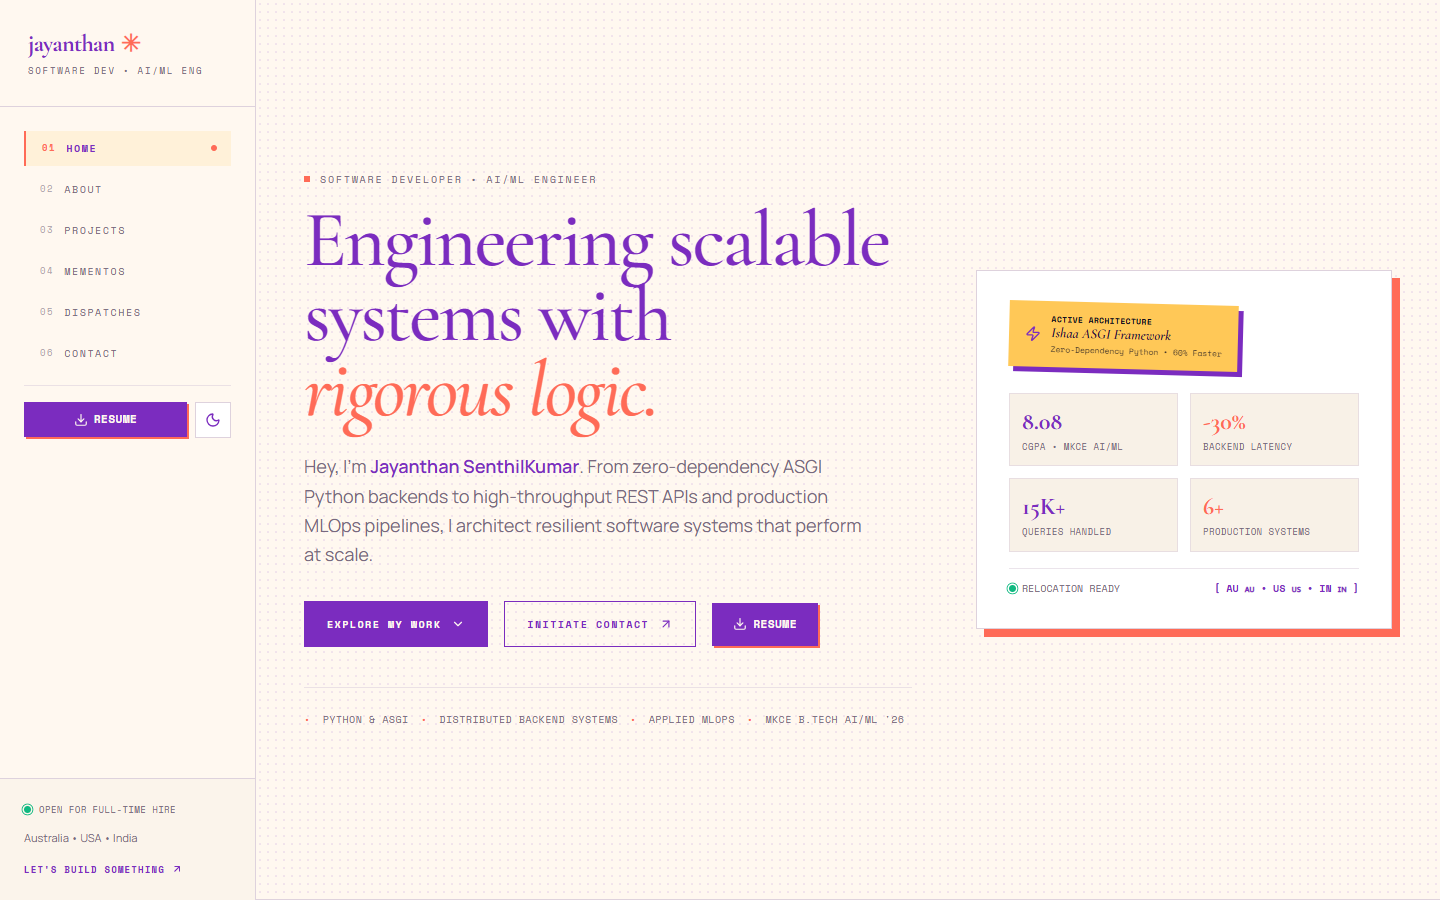 jayanthan
SOFTWARE DEV • AI/ML ENG
01 HOME
02 ABOUT
03 PROJECTS
04 MEMENTOS
05 DISPATCHES
06 CONTACT
RESUME
OPEN FOR FULL-TIME HIRE
Australia • USA • India
LET'S BUILD SOMETHING
SOFTWARE DEVELOPER • AI/ML ENGINEER
Engineering scalable
systems with
rigorous logic.
Hey, I'm Jayanthan SenthilKumar. From zero-dependency ASGI
Python backends to high-throughput REST APIs and production
MLOps pipelines, I architect resilient software systems that perform
at scale.
EXPLORE MY WORK
INITIATE CONTACT
RESUME
• PYTHON & ASGI • DISTRIBUTED BACKEND SYSTEMS • APPLIED MLOPS • MKCE B.TECH AI/ML '26
ACTIVE ARCHITECTURE
Ishaa ASGI Framework
Zero-Dependency Python • 60% Faster
8.08
CGPA • MKCE AI/ML
-30%
BACKEND LATENCY
15K+
QUERIES HANDLED
6+
PRODUCTION SYSTEMS
RELOCATION READY
[ AU AU • US US • IN IN ]